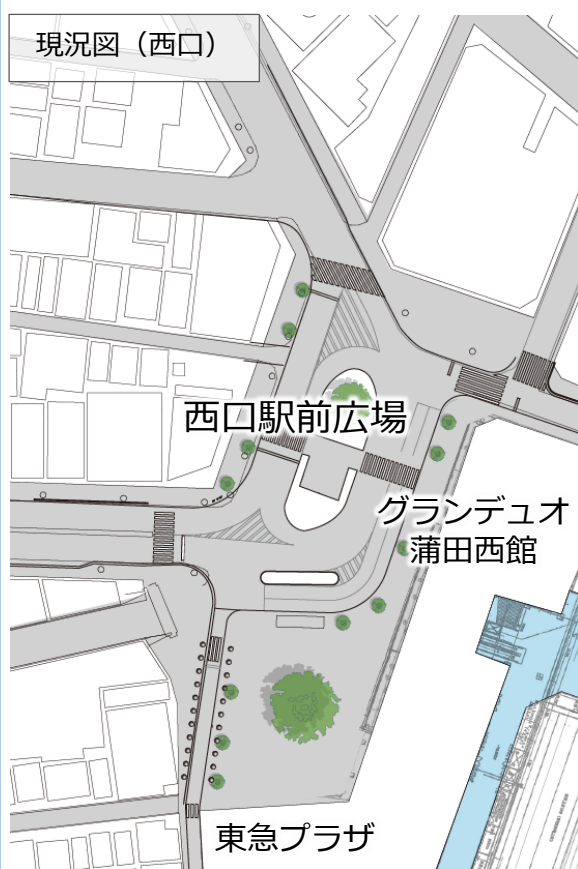 現況図（西口）
西口駅前広場
グランデュオ
蒲田西館
東急プラザ